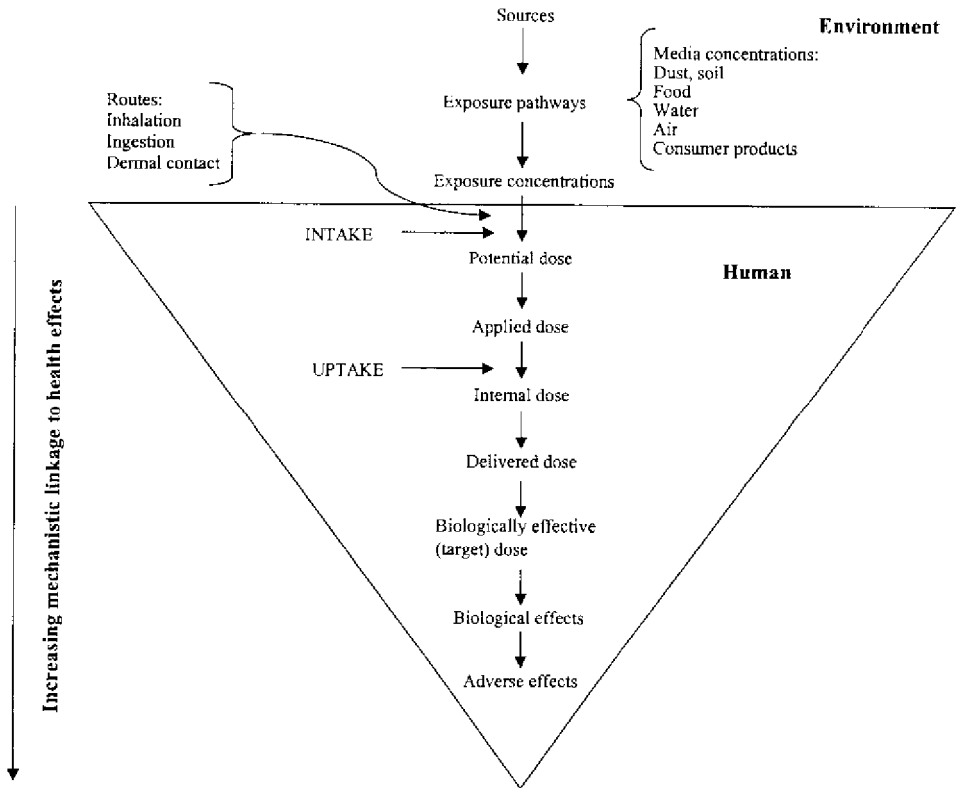 Sources
Environment
Media concentrations:
Dust, soil
Food
Water
Air
Consumer products
Exposure pathways
Routes:
Inhalation
Ingestion
Dermal contact
Exposure concentrations
INTAKE
Potential dose
Human
Applied dose
UPTAKE
Internal dose
Delivered dose
Biologically effective
(target) dose
Biological effects
Adverse effects
Increasing mechanistic linkage to health effects